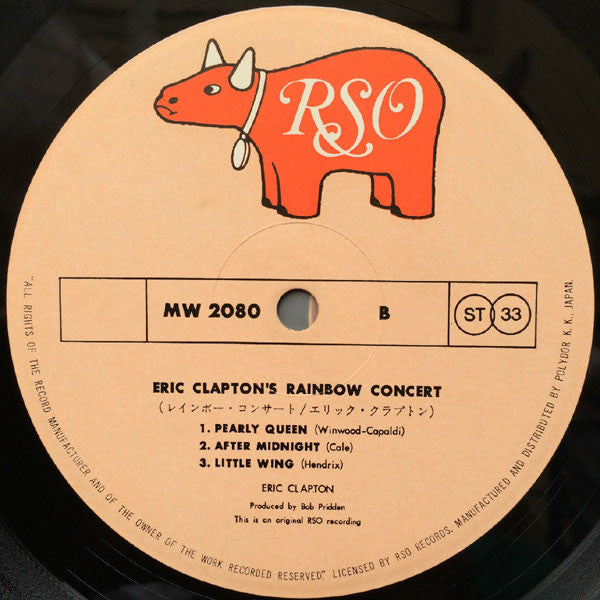 RSO
MW 2080
B
ST 33
ERIC CLAPTON'S RAINBOW CONCERT
(レインボー・コンサート/エリック・クラプトン)
1. PEARLY QUEEN (Winwood-Capaldi)
2. AFTER MIDNIGHT (Cale)
3. LITTLE WING (Hendrix)
ERIC CLAPTON
Produced by Bob Pridden
This is an original RSO recording
"ALL RIGHTS OF THE RECORD MANUFACTURER AND OF THE OWNER OF THE WORK RECORDED RESERVED" LICENSED BY RSO RECORDS, MANUFACTURED AND DISTRIBUTED BY POLYDOR K. K., JAPAN.